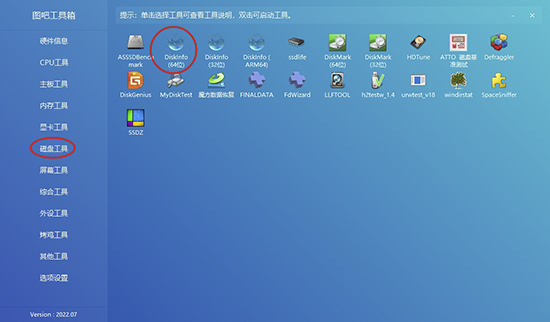 图吧工具箱
提示：单击选择工具可查看工具说明，双击可启动工具。
硬件信息
CPU工具
主板工具
内存工具
显卡工具
磁盘工具
屏幕工具
综合工具
外设工具
烤鸡工具
其他工具
选项设置
Version : 2022.07
ASSSDBenchmark
DiskInfo (64位)
DiskInfo (32位)
DiskInfo (ARM64)
ssdlife
DiskMark (64位)
DiskMark (32位)
HDTune
ATTO 磁盘基准测试
Defraggler
DiskGenius
MyDiskTest
魔方数据恢复
FINALDATA
FdWizard
LLFTOOL
h2testw_1.4
urwtest_v18
windirstat
SpaceSniffer
SSDZ